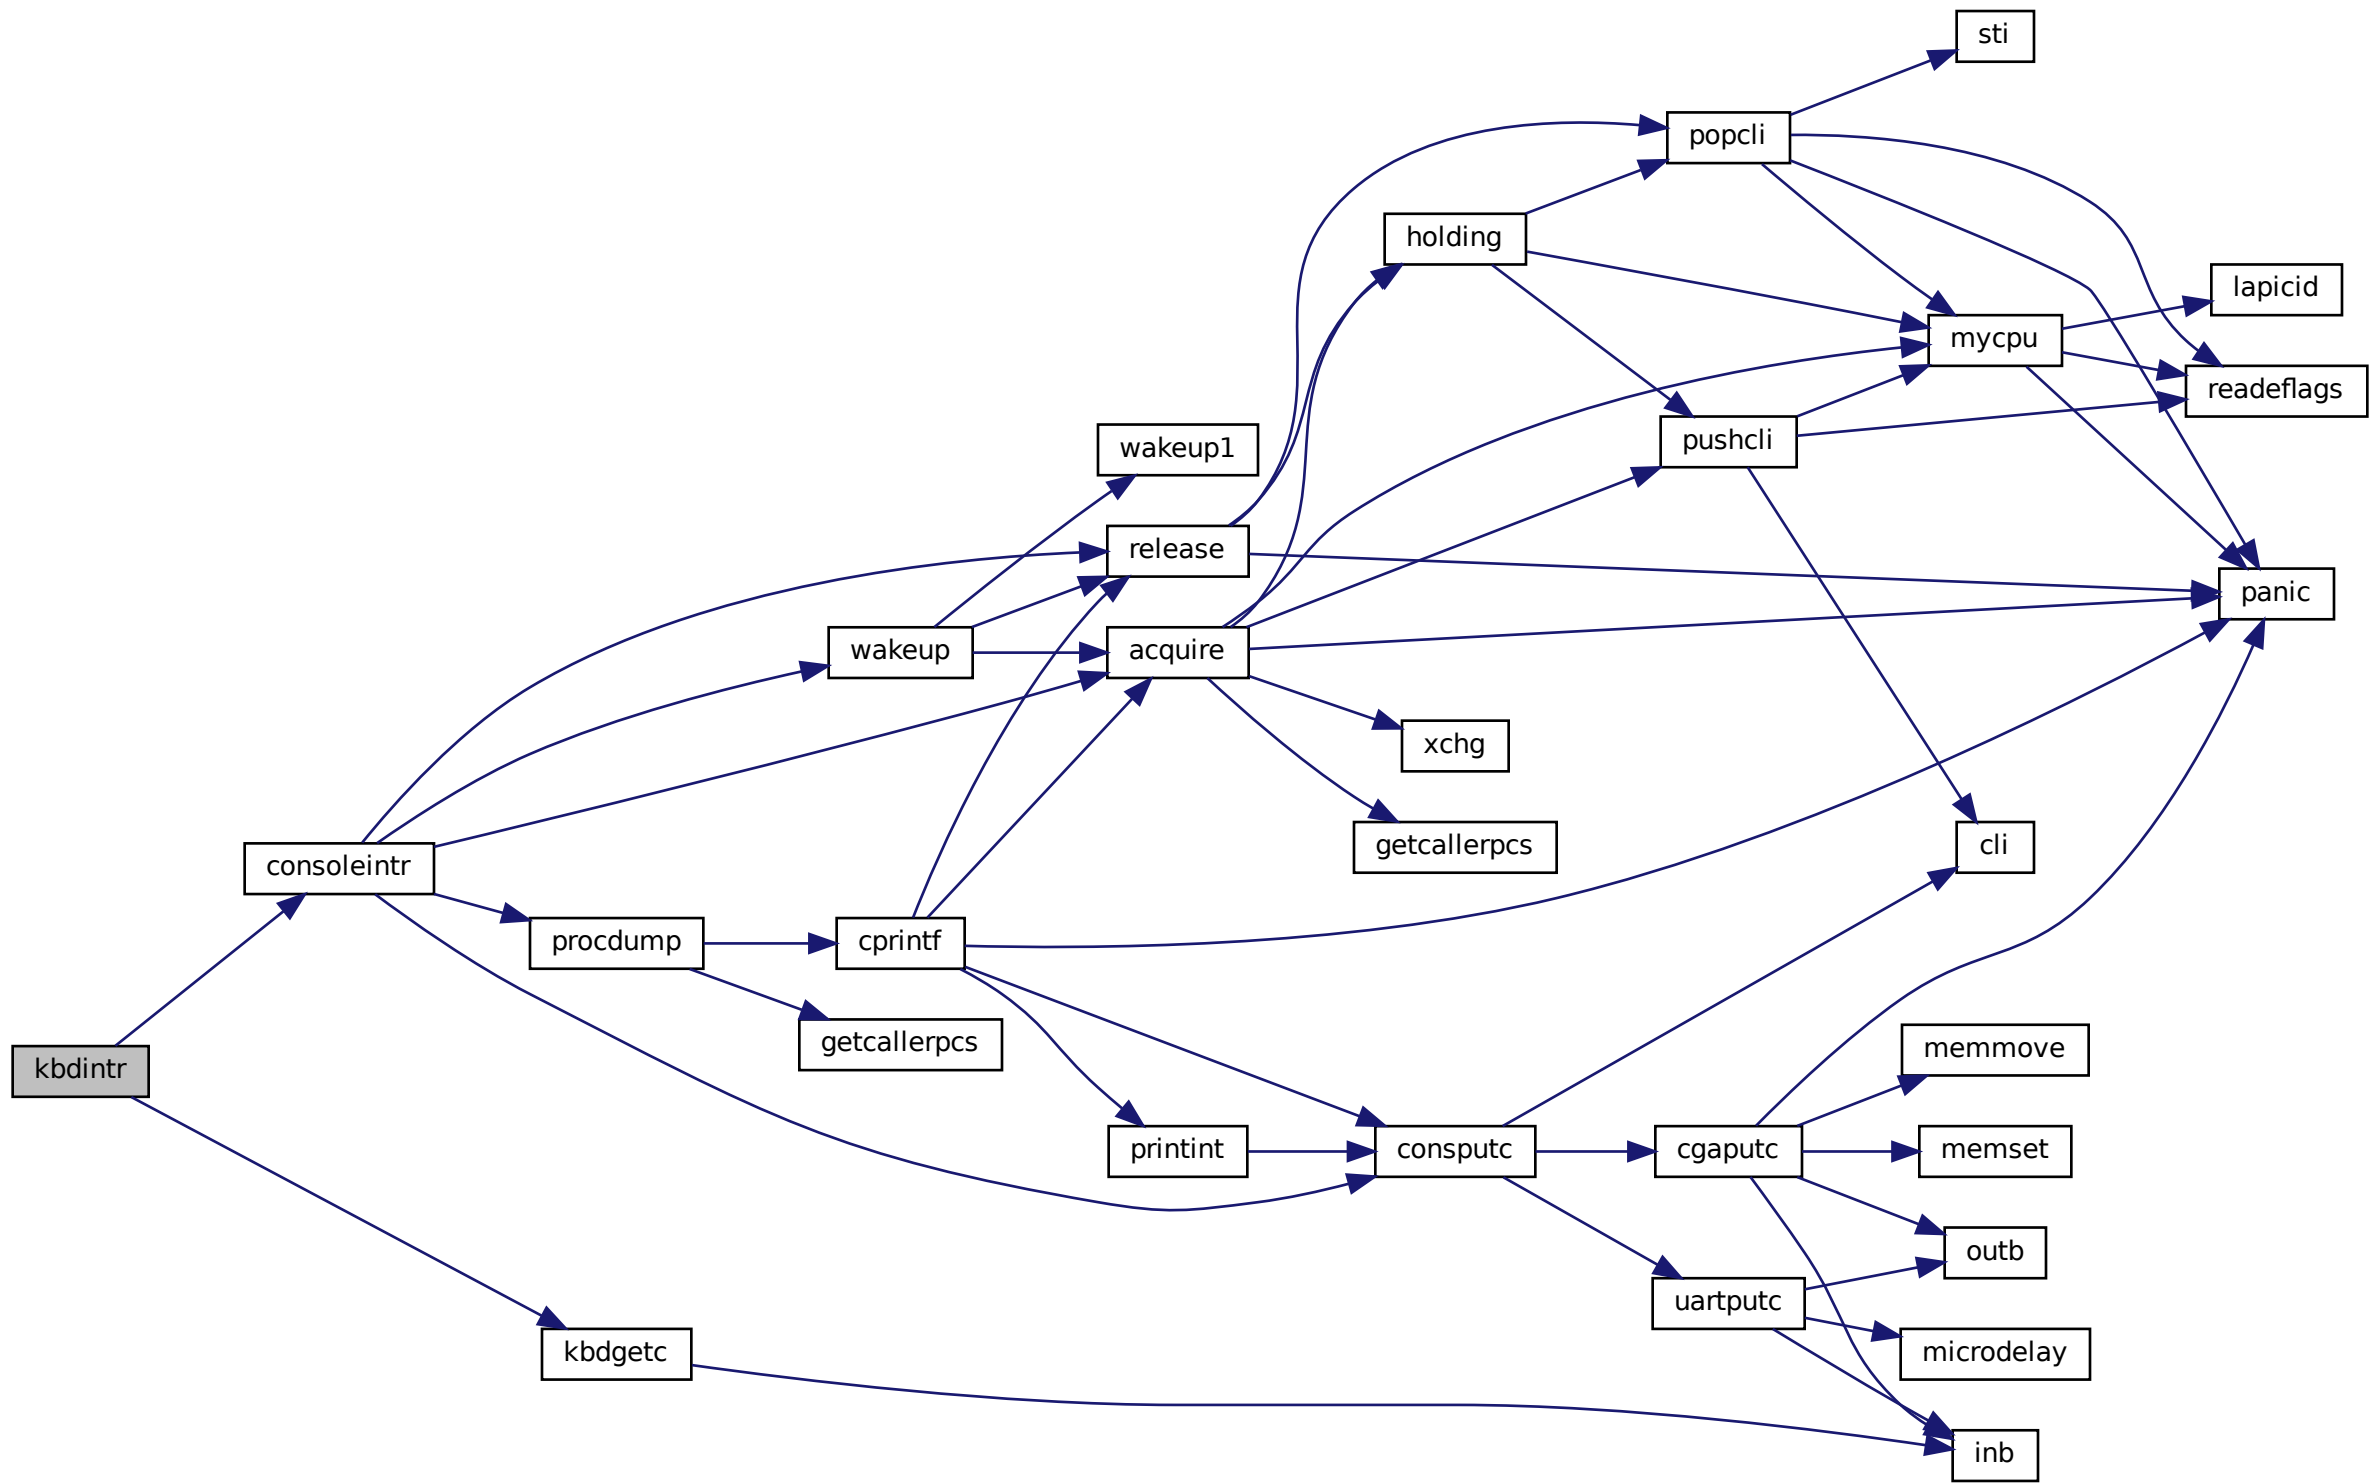 sti
popcli
holding
lapicid
mycpu
readeflags
wakeup1
pushcli
release
panic
wakeup
acquire
xchg
getcallerpcs
cli
consoleintr
procdump
cprintf
getcallerpcs
memmove
kbdintr
printint
consputc
cgaputc
memset
outb
uartputc
kbdgetc
microdelay
inb